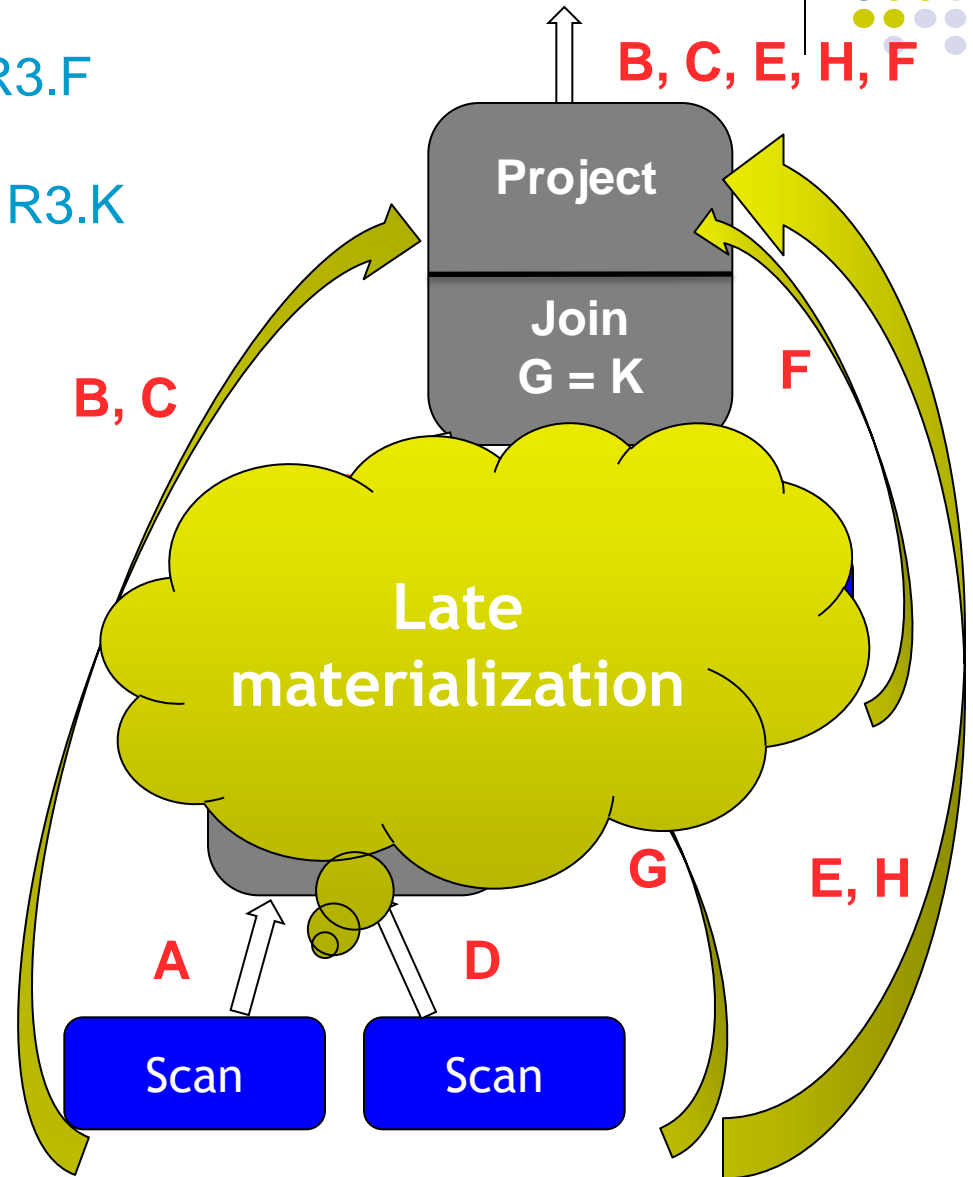 B, C, E, H, F
R3.F
Project
R3.K
Join
G = K
F
B, C
Late
materialization
G
E, H
A
D
Scan
Scan